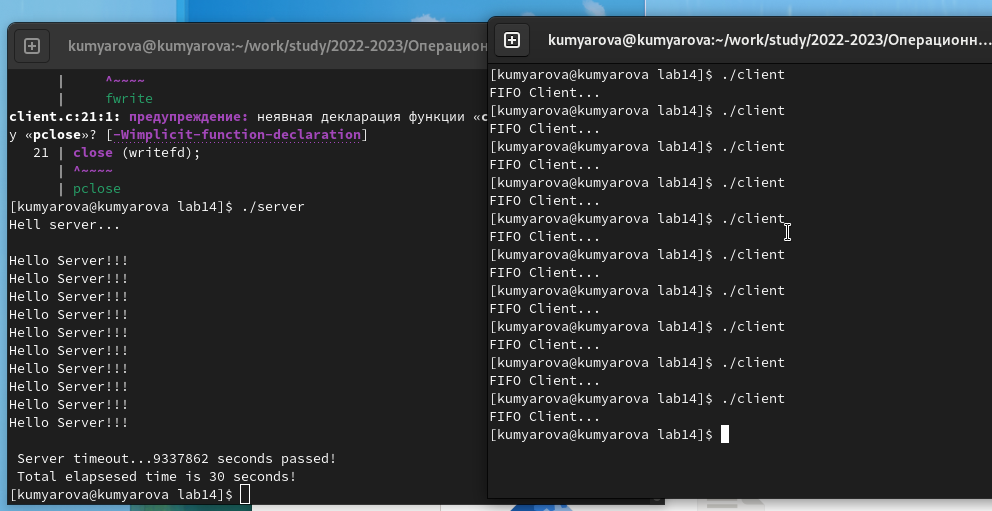 kumyarova@kumyarova:~/work/study/2022-2023/Операцион
| ^~~~~
| fwrite
client.c:21:1: предупреждение: неявная декларация функции «c
у «pclose»? [-Wimplicit-function-declaration]
21 | close (writefd);
| ^~~~~
| pclose
[kumyarova@kumyarova lab14]$ ./server
Hell server...
Hello Server!!!
Hello Server!!!
Hello Server!!!
Hello Server!!!
Hello Server!!!
Hello Server!!!
Hello Server!!!
Hello Server!!!
Hello Server!!!
Hello Server!!!
Server timeout...9337862 seconds passed!
Total elapsesed time is 30 seconds!
[kumyarova@kumyarova lab14]$
kumyarova@kumyarova:~/work/study/2022-2023/Операционн...
[kumyarova@kumyarova lab14]$ ./client
FIFO Client...
[kumyarova@kumyarova lab14]$ ./client
FIFO Client...
[kumyarova@kumyarova lab14]$ ./client
FIFO Client...
[kumyarova@kumyarova lab14]$ ./client
FIFO Client...
[kumyarova@kumyarova lab14]$ ./client
FIFO Client...
[kumyarova@kumyarova lab14]$ ./client
FIFO Client...
[kumyarova@kumyarova lab14]$ ./client
FIFO Client...
[kumyarova@kumyarova lab14]$ ./client
FIFO Client...
[kumyarova@kumyarova lab14]$ ./client
FIFO Client...
[kumyarova@kumyarova lab14]$ ./client
FIFO Client...
[kumyarova@kumyarova lab14]$